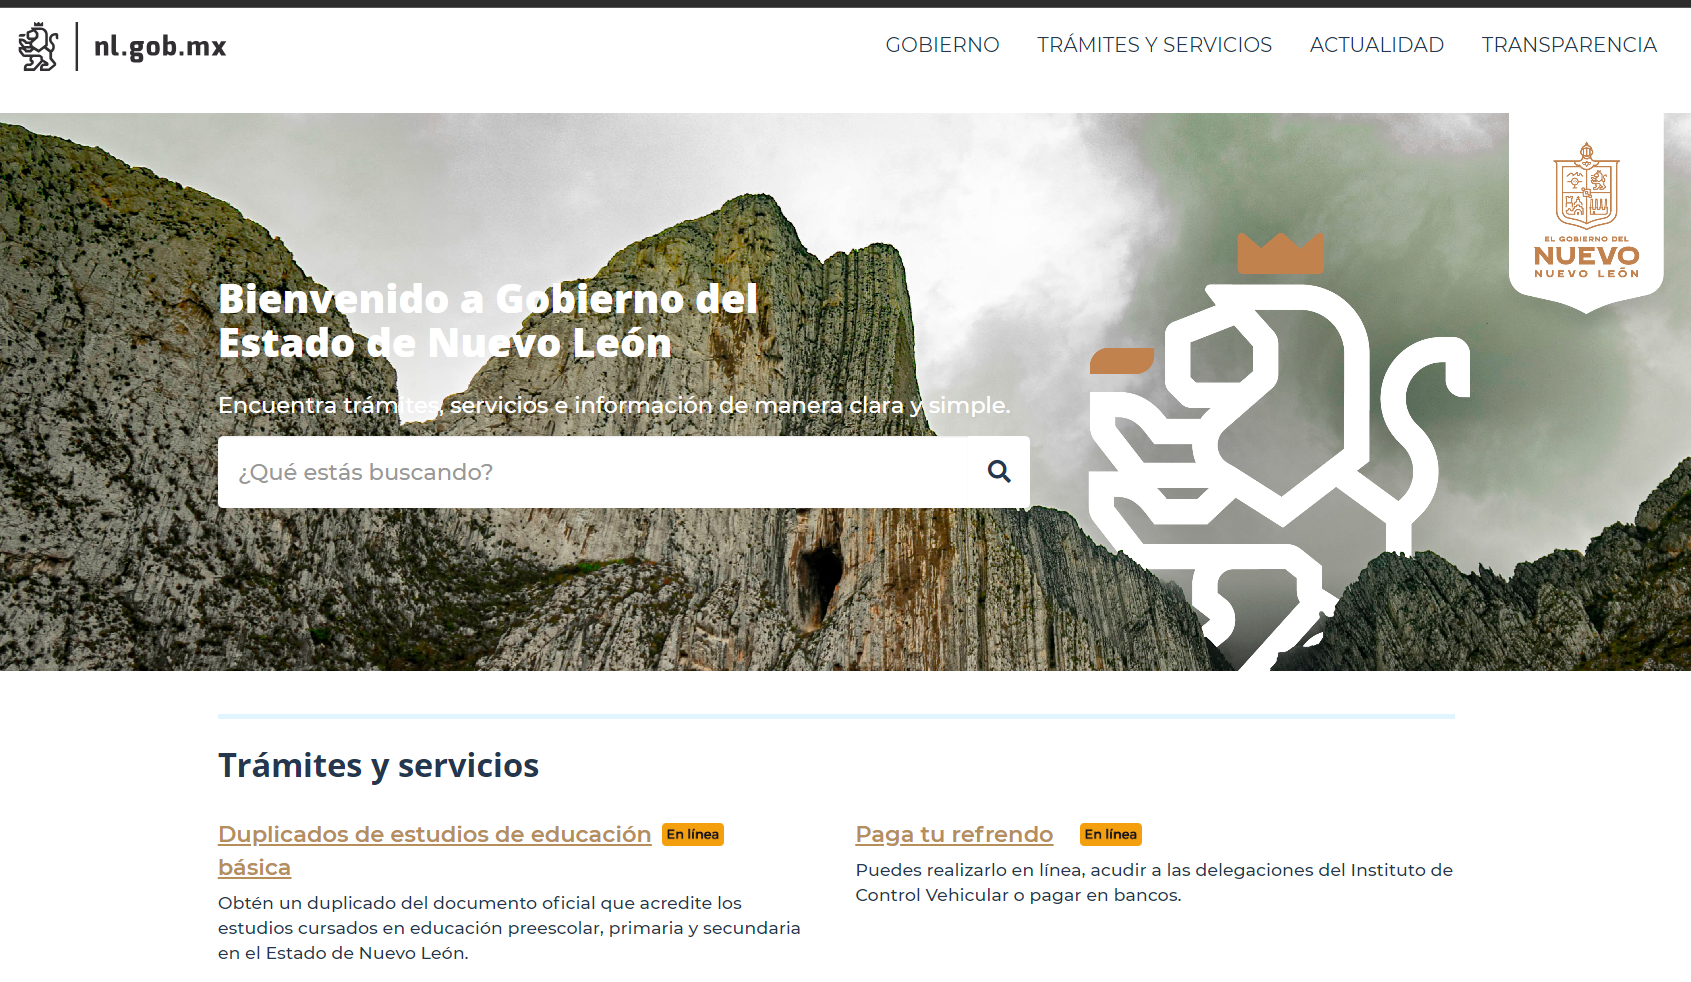 nl.gob.mx
GOBIERNO
TRÁMITES Y SERVICIOS
ACTUALIDAD
TRANSPARENCIA
EL GOBIERNO DEL
NUEVO
NUEVO LEÓN
Bienvenido a Gobierno del
Estado de Nuevo León
Encuentra trámites, servicios e información de manera clara y simple.
¿Qué estás buscando?
Trámites y servicios
Duplicados de estudios de educación En línea
básica
Obtén un duplicado del documento oficial que acredite los
estudios cursados en educación preescolar, primaria y secundaria
en el Estado de Nuevo León.
Paga tu refrendo En línea
Puedes realizarlo en línea, acudir a las delegaciones del Instituto de
Control Vehicular o pagar en bancos.